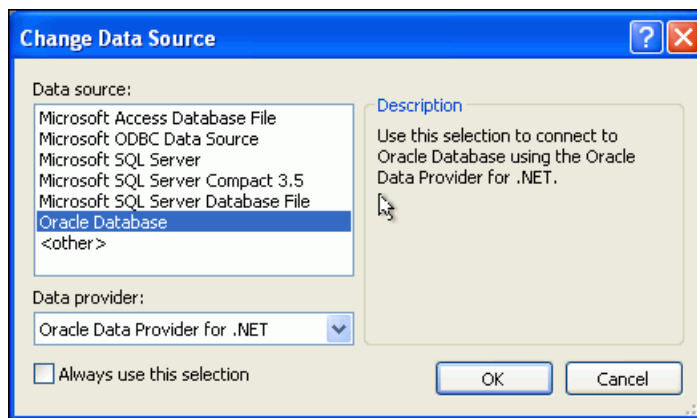 Change Data Source
?
Data source:
Microsoft Access Database File
Microsoft ODBC Data Source
Microsoft SQL Server
Microsoft SQL Server Compact 3.5
Microsoft SQL Server Database File
Oracle Database
<other>
Description
Use this selection to connect to
Oracle Database using the Oracle
Data Provider for .NET.
Data provider:
Oracle Data Provider for .NET
Always use this selection
OK
Cancel